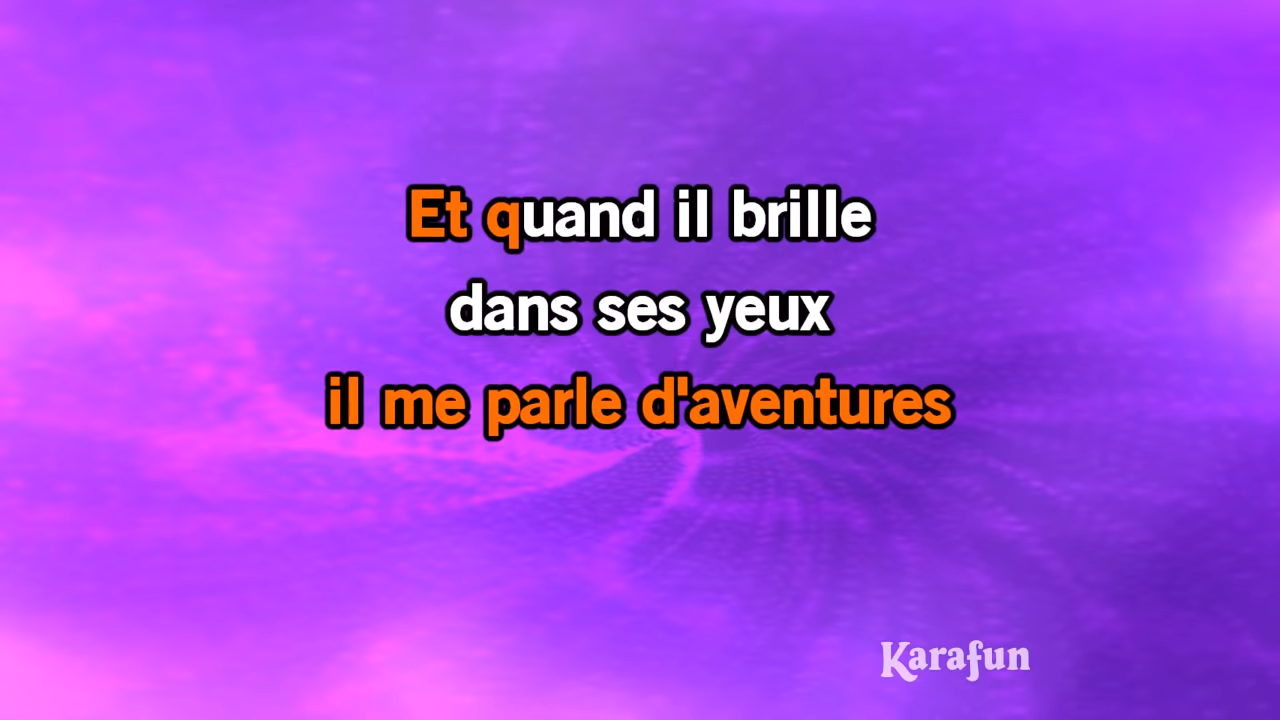 Et quand il brille
dans ses yeux
il me parle d'aventures
Karafun